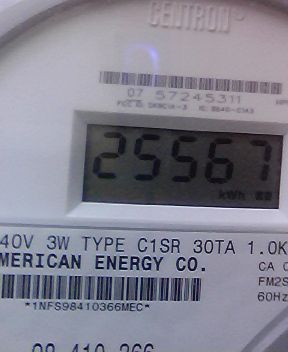 CENTRON
07 57245311
25567
kWh
40V 3W TYPE C1SR 30TA 1.0K
MERICAN ENERGY CO.
CA 
FM2S
60Hz
*1NFS98410366MEC*
98 410 366